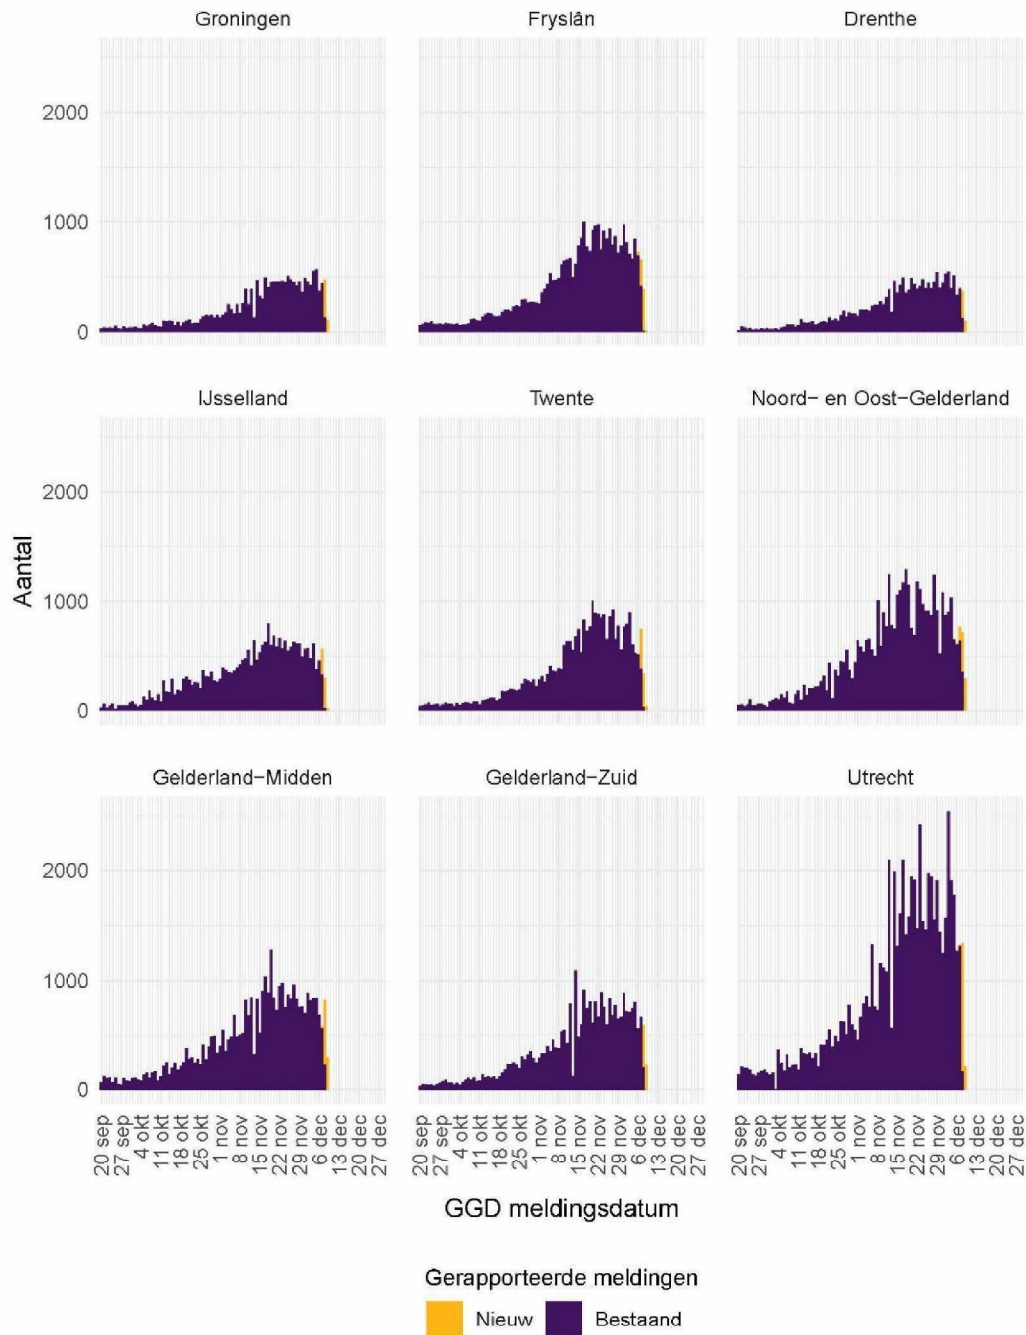 Groningen Fryslân Drenthe
2000
1000
0
IJsselland Twente Noord- en Oost-Gelderland
2000
1000
0
Aantal
Gelderland-Midden Gelderland-Zuid Utrecht
2000
1000
0
20 sep 27 sep 4 okt 11 okt 18 okt 25 okt 1 nov 8 nov 15 nov 22 nov 29 nov 6 dec 13 dec 20 dec 27 dec
20 sep 27 sep 4 okt 11 okt 18 okt 25 okt 1 nov 8 nov 15 nov 22 nov 29 nov 6 dec 13 dec 20 dec 27 dec
20 sep 27 sep 4 okt 11 okt 18 okt 25 okt 1 nov 8 nov 15 nov 22 nov 29 nov 6 dec 13 dec 20 dec 27 dec
GGD meldingsdatum
Gerapporteerde meldingen
Nieuw Bestaand